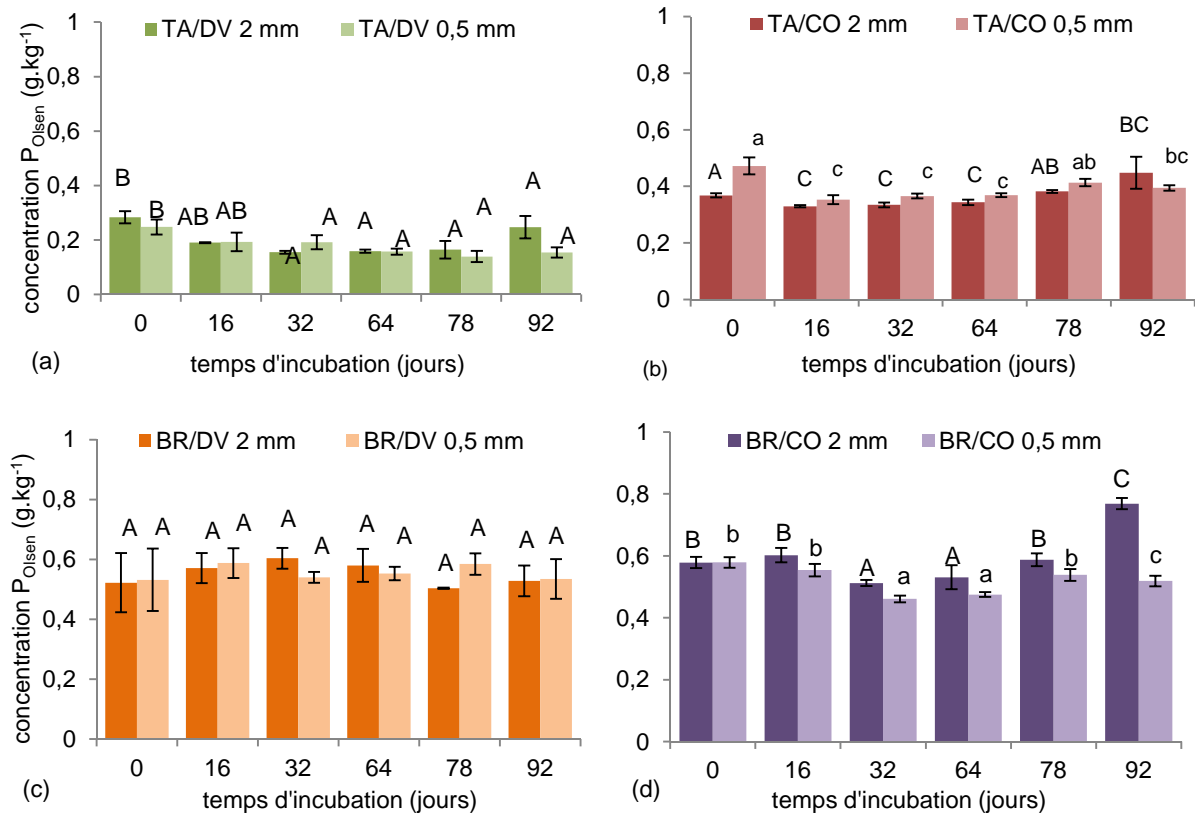 TA/DV 2 mm TA/DV 0,5 mm
concentration P_Olsen (g.kg⁻¹)
1
0,8
0,6
0,4
0,2
0
B B AB AB A A A A A A A A
0 16 32 64 78 92
temps d'incubation (jours)
(a)
TA/CO 2 mm TA/CO 0,5 mm
1
0,8
0,6
0,4
0,2
0
A a C c C c C c AB ab BC bc
0 16 32 64 78 92
temps d'incubation (jours)
(b)
BR/DV 2 mm BR/DV 0,5 mm
concentration P_Olsen (g.kg⁻¹)
1
0,8
0,6
0,4
0,2
0
A A A A A A A A A A A A
0 16 32 64 78 92
temps d'incubation (jours)
(c)
BR/CO 2 mm BR/CO 0,5 mm
1
0,8
0,6
0,4
0,2
0
B b B b A a A a B b C c
0 16 32 64 78 92
temps d'incubation (jours)
(d)